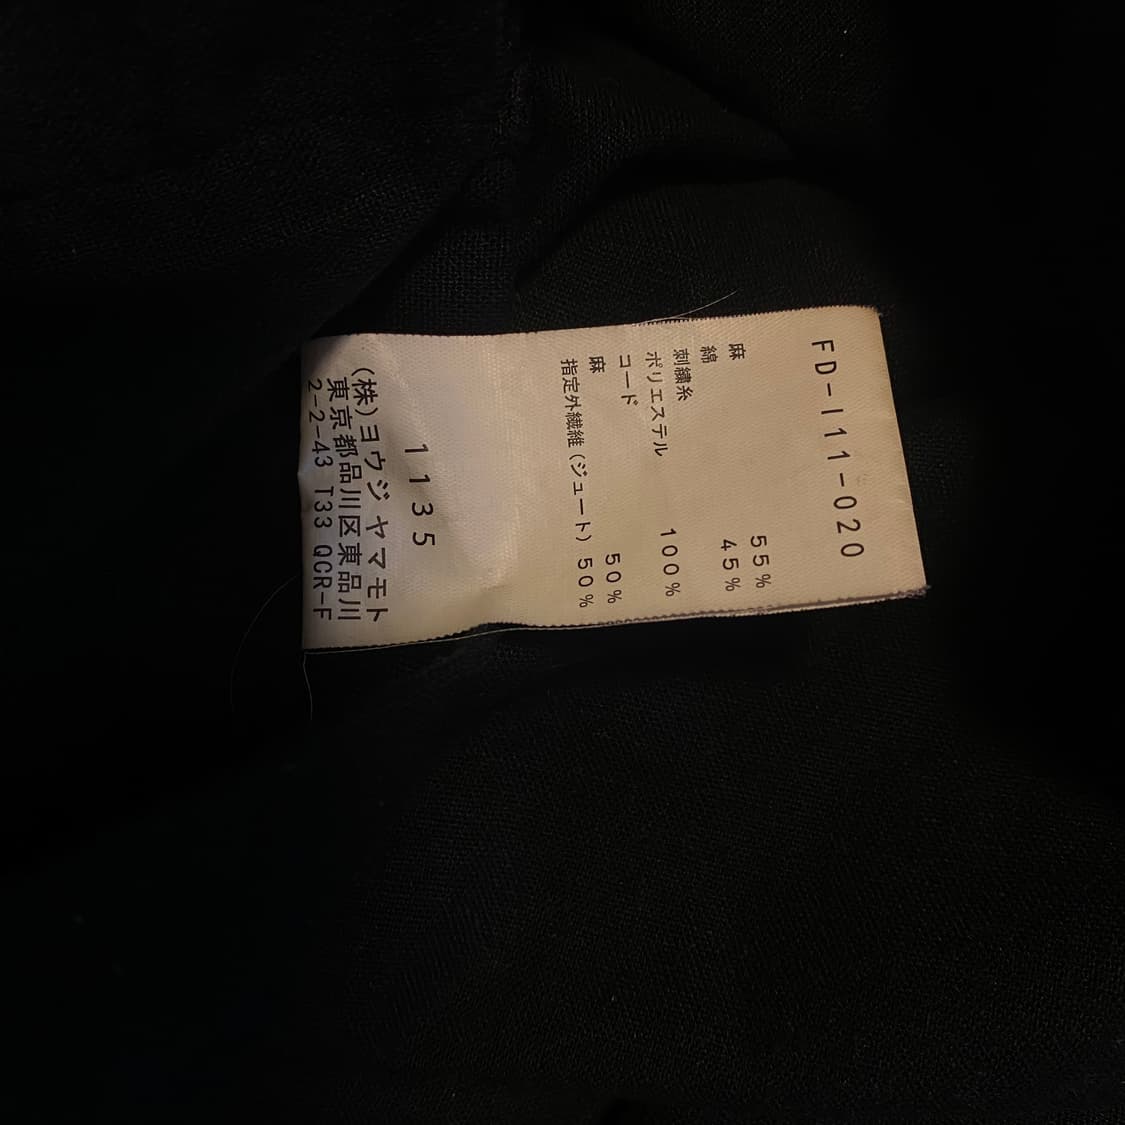 FD-I11-020
麻 55%
綿 45%
刺繍糸
ポリエステル 100%
コード
麻 50%
指定外繊維(ジュート) 50%
1135
(株)ヨウジ ヤマモト
東京都品川区東品川
2-2-43 T33 QCR-F